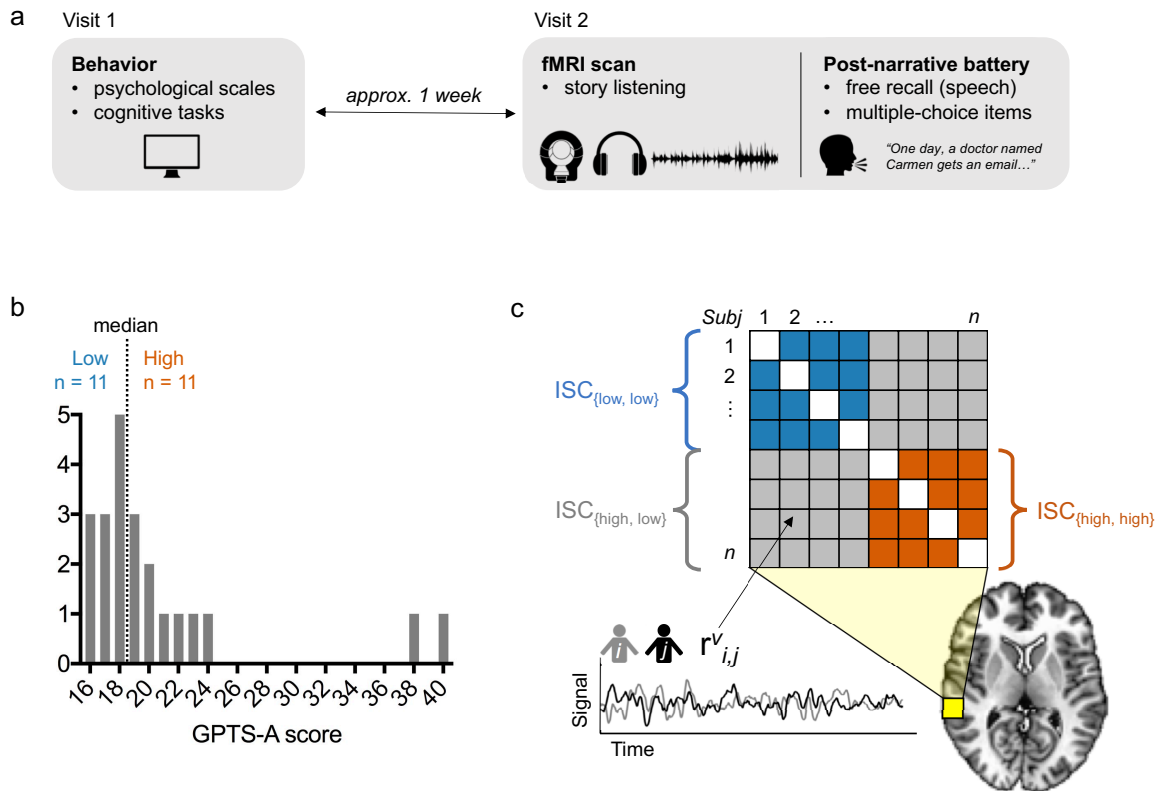 a
Visit 1
Behavior
• psychological scales
• cognitive tasks
approx. 1 week
Visit 2
fMRI scan
• story listening
Post-narrative battery
• free recall (speech)
• multiple-choice items
“One day, a doctor named
Carmen gets an email…”
b
median
Low
n = 11
High
n = 11
5
4
3
2
1
0
16 18 20 22 24 26 28 30 32 34 36 38 40
GPTS-A score
c
Subj 1 2 … n
1
2
⋮
n
ISC{low, low}
ISC{high, low}
ISC{high, high}
i j
r^v_{i,j}
Signal
Time